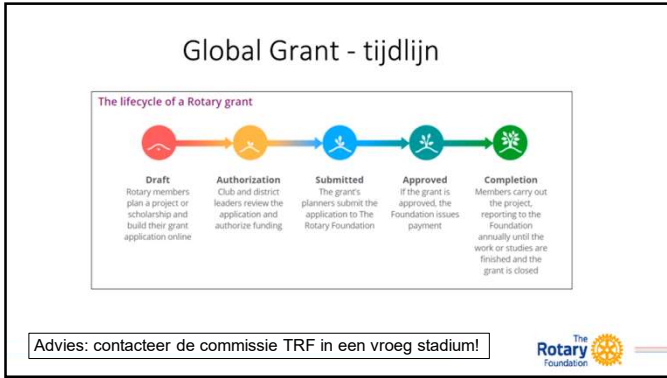 Global Grant - tijdlijn
The lifecycle of a Rotary grant
Draft
Rotary members
plan a project or
scholarship and
build their grant
application online
Authorization
Club and district
leaders review the
application and
authorize funding
Submitted
The grant's
planners submit the
application to The
Rotary Foundation
Approved
If the grant is
approved, the
Foundation issues
payment
Completion
Members carry out
the project,
reporting to the
Foundation
annually until the
work or studies are
finished and the
grant is closed
Advies: contacteer de commissie TRF in een vroeg stadium!
The
Rotary
Foundation